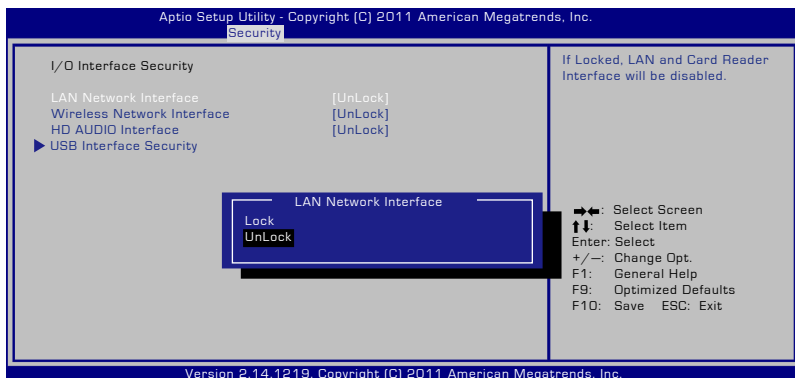 Aptio Setup Utility - Copyright (C) 2011 American Megatrends, Inc.
Security
I/O Interface Security
LAN Network Interface [UnLock]
Wireless Network Interface [UnLock]
HD AUDIO Interface [UnLock]
USB Interface Security
If Locked, LAN and Card Reader
Interface will be disabled.
LAN Network Interface
Lock
UnLock
→←: Select Screen
↑↓: Select Item
Enter: Select
+/—: Change Opt.
F1: General Help
F9: Optimized Defaults
F10: Save ESC: Exit
Version 2.14.1219. Copyright (C) 2011 American Megatrends, Inc.